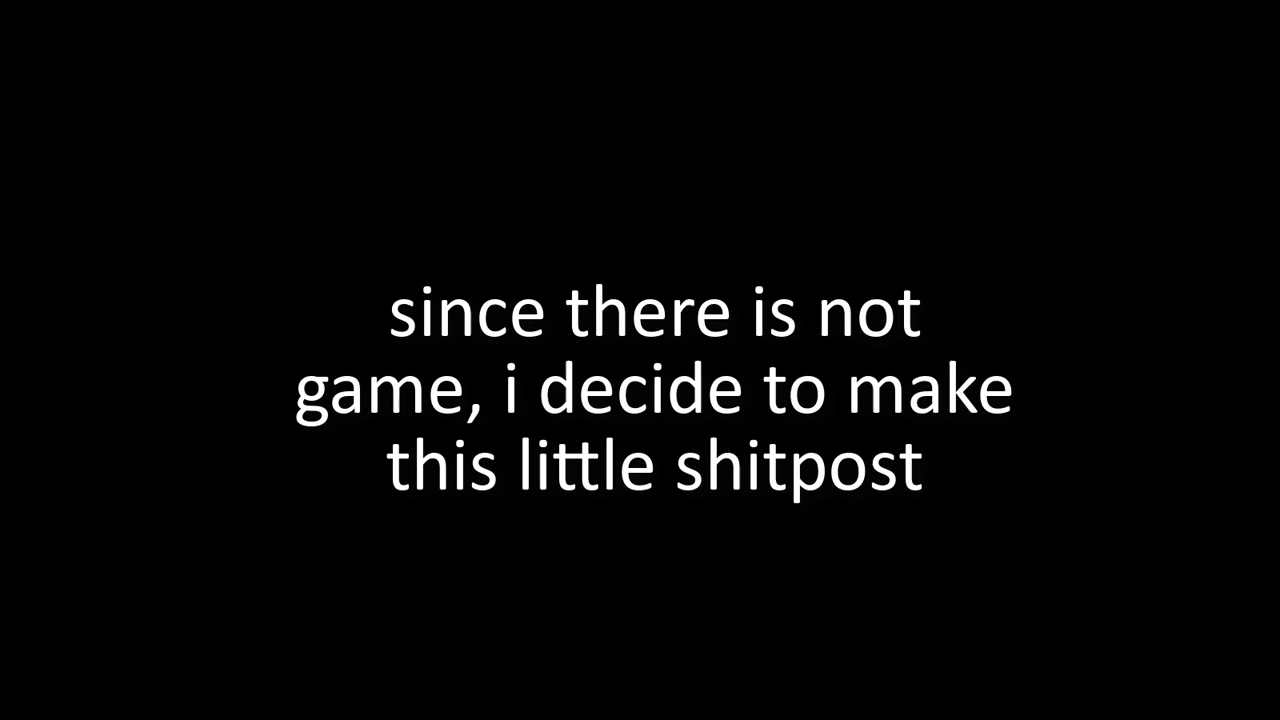 since there is not
game, i decide to make
this little shitpost